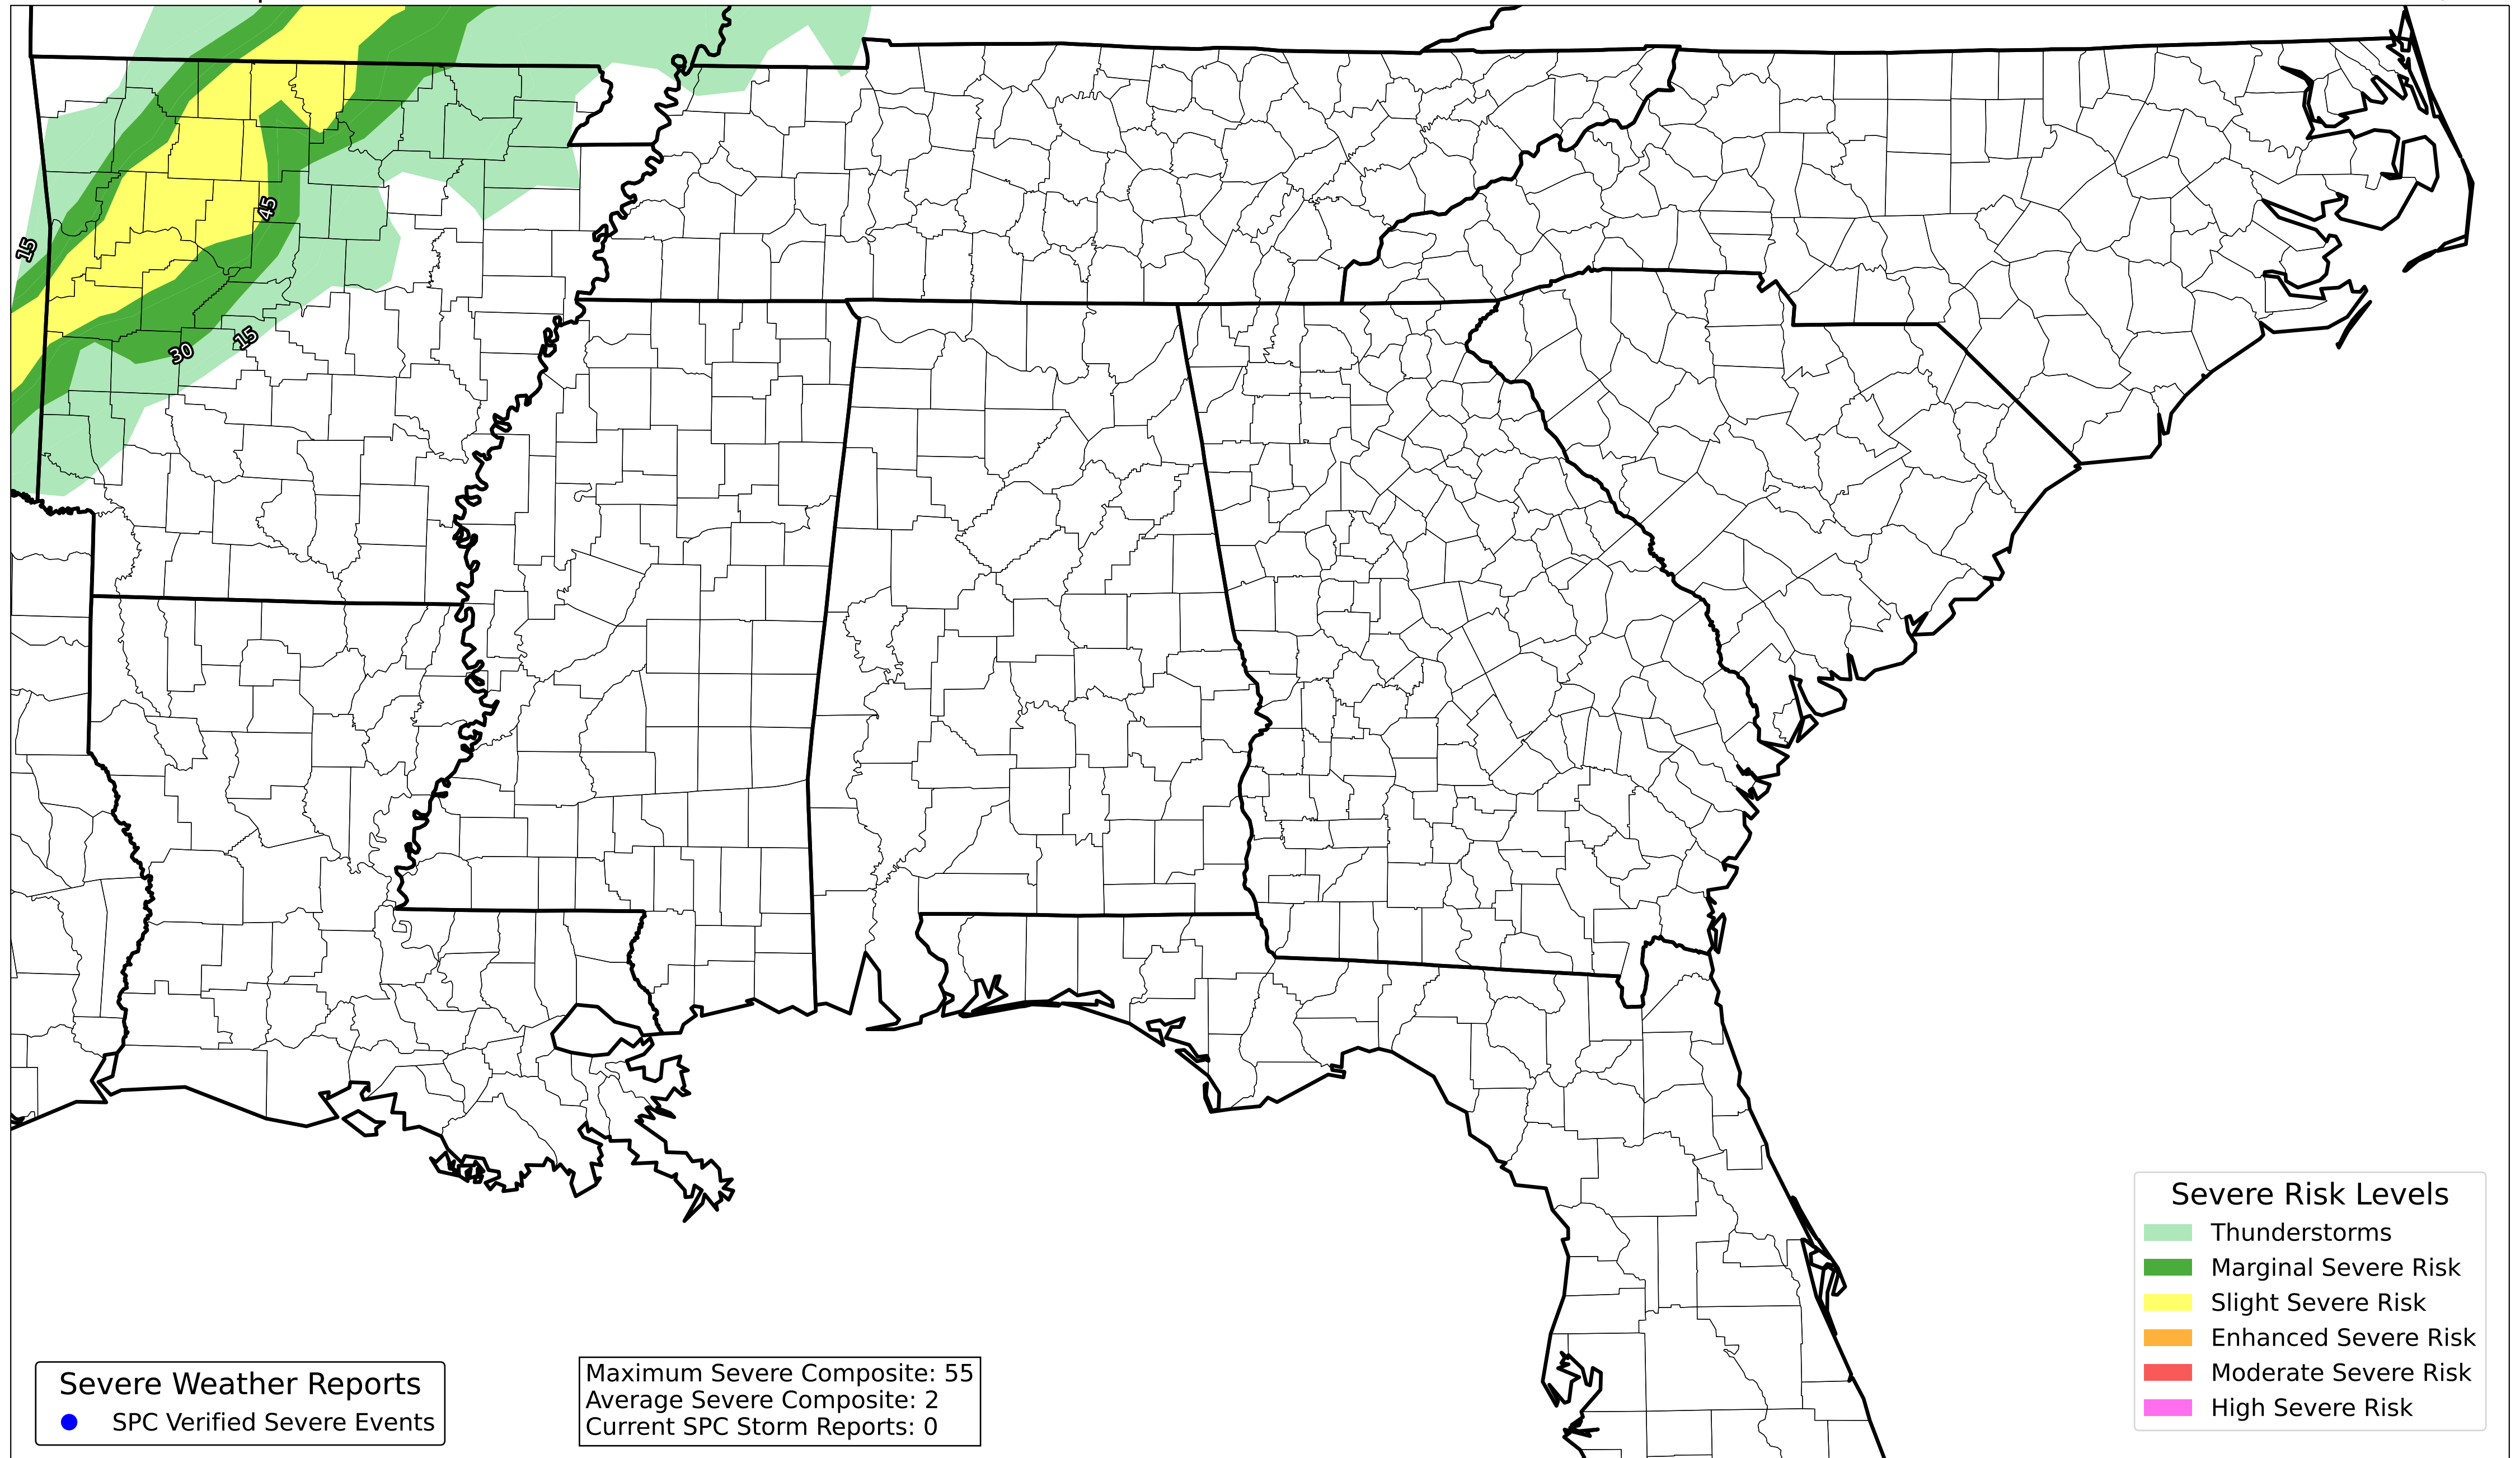 45
15
15
30
Severe Risk Levels
Thunderstorms
Marginal Severe Risk
Slight Severe Risk
Enhanced Severe Risk
Moderate Severe Risk
High Severe Risk
Severe Weather Reports
SPC Verified Severe Events
Maximum Severe Composite: 55
Average Severe Composite: 2
Current SPC Storm Reports: 0